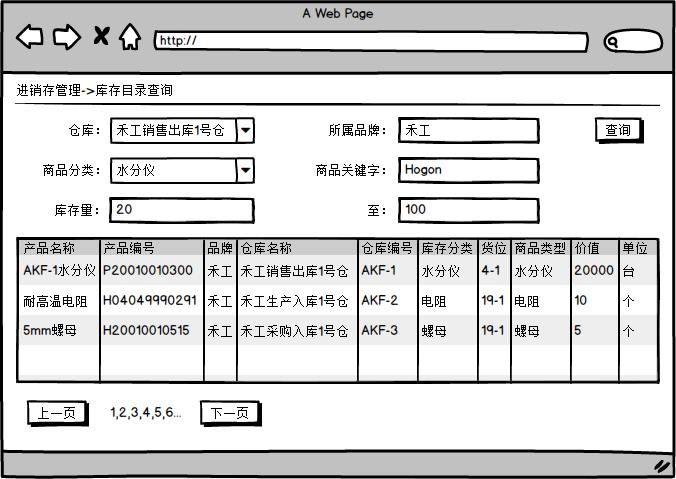 A Web Page
http://
进销存管理->库存目录查询
仓库： 禾工销售出库1号仓 所属品牌： 禾工 查询
商品分类： 水分仪 商品关键字： Hogon
库存量： 20 至： 100
产品名称 产品编号 品牌 仓库名称 仓库编号 库存分类 货位 商品类型 价值 单位
AKF-1水分仪 P20010010300 禾工 禾工销售出库1号仓 AKF-1 水分仪 4-1 水分仪 20000 台
耐高温电阻 H04049990291 禾工 禾工生产入库1号仓 AKF-2 电阻 19-1 电阻 10 个
5mm螺母 H20010010515 禾工 禾工采购入库1号仓 AKF-3 螺母 19-1 螺母 5 个
上一页 1,2,3,4,5,6... 下一页